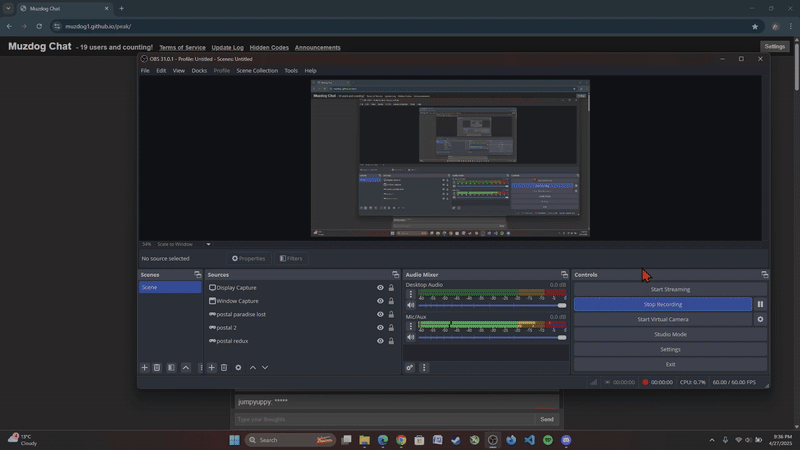 Muzdog Chat
muzdog1.github.io/peak/
Muzdog Chat - 19 users and counting! Terms of Service Update Log Hidden Codes Announcements Settings
OBS 31.0.1 - Profile: Untitled - Scenes: Untitled
File Edit View Docks Profile Scene Collection Tools Help
34% Scale to Window
No source selected Properties Filters
Scenes Sources Audio Mixer Controls
Scene
Display Capture
Window Capture
postal paradise lost
postal 2
postal redux
Desktop Audio 0.0 dB
Mic/Aux 0.0 dB
Start Streaming
Stop Recording
Start Virtual Camera
Studio Mode
Settings
Exit
00:00:00 00:00:00 CPU: 0.7% 60.00 / 60.00 FPS
jumpyuppy: *****
Type your thoughts Send
13°C
Cloudy
Search
9:36 PM
4/27/2025